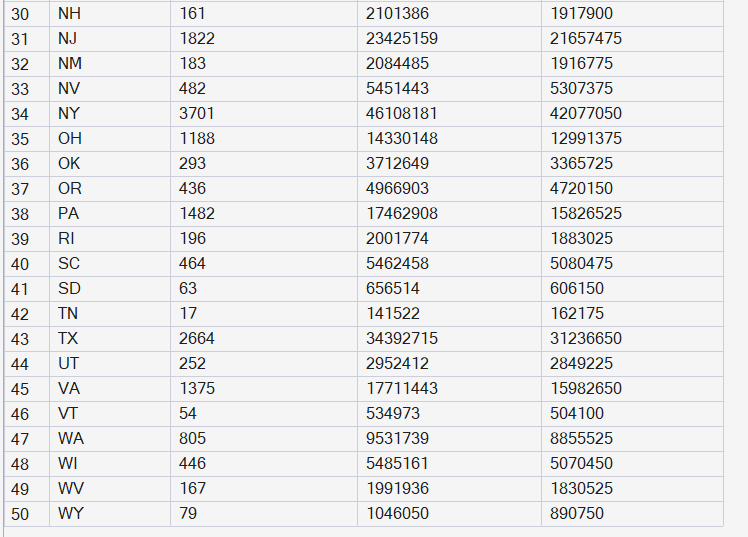 30 NH 161 2101386 1917900
31 NJ 1822 23425159 21657475
32 NM 183 2084485 1916775
33 NV 482 5451443 5307375
34 NY 3701 46108181 42077050
35 OH 1188 14330148 12991375
36 OK 293 3712649 3365725
37 OR 436 4966903 4720150
38 PA 1482 17462908 15826525
39 RI 196 2001774 1883025
40 SC 464 5462458 5080475
41 SD 63 656514 606150
42 TN 17 141522 162175
43 TX 2664 34392715 31236650
44 UT 252 2952412 2849225
45 VA 1375 17711443 15982650
46 VT 54 534973 504100
47 WA 805 9531739 8855525
48 WI 446 5485161 5070450
49 WV 167 1991936 1830525
50 WY 79 1046050 890750